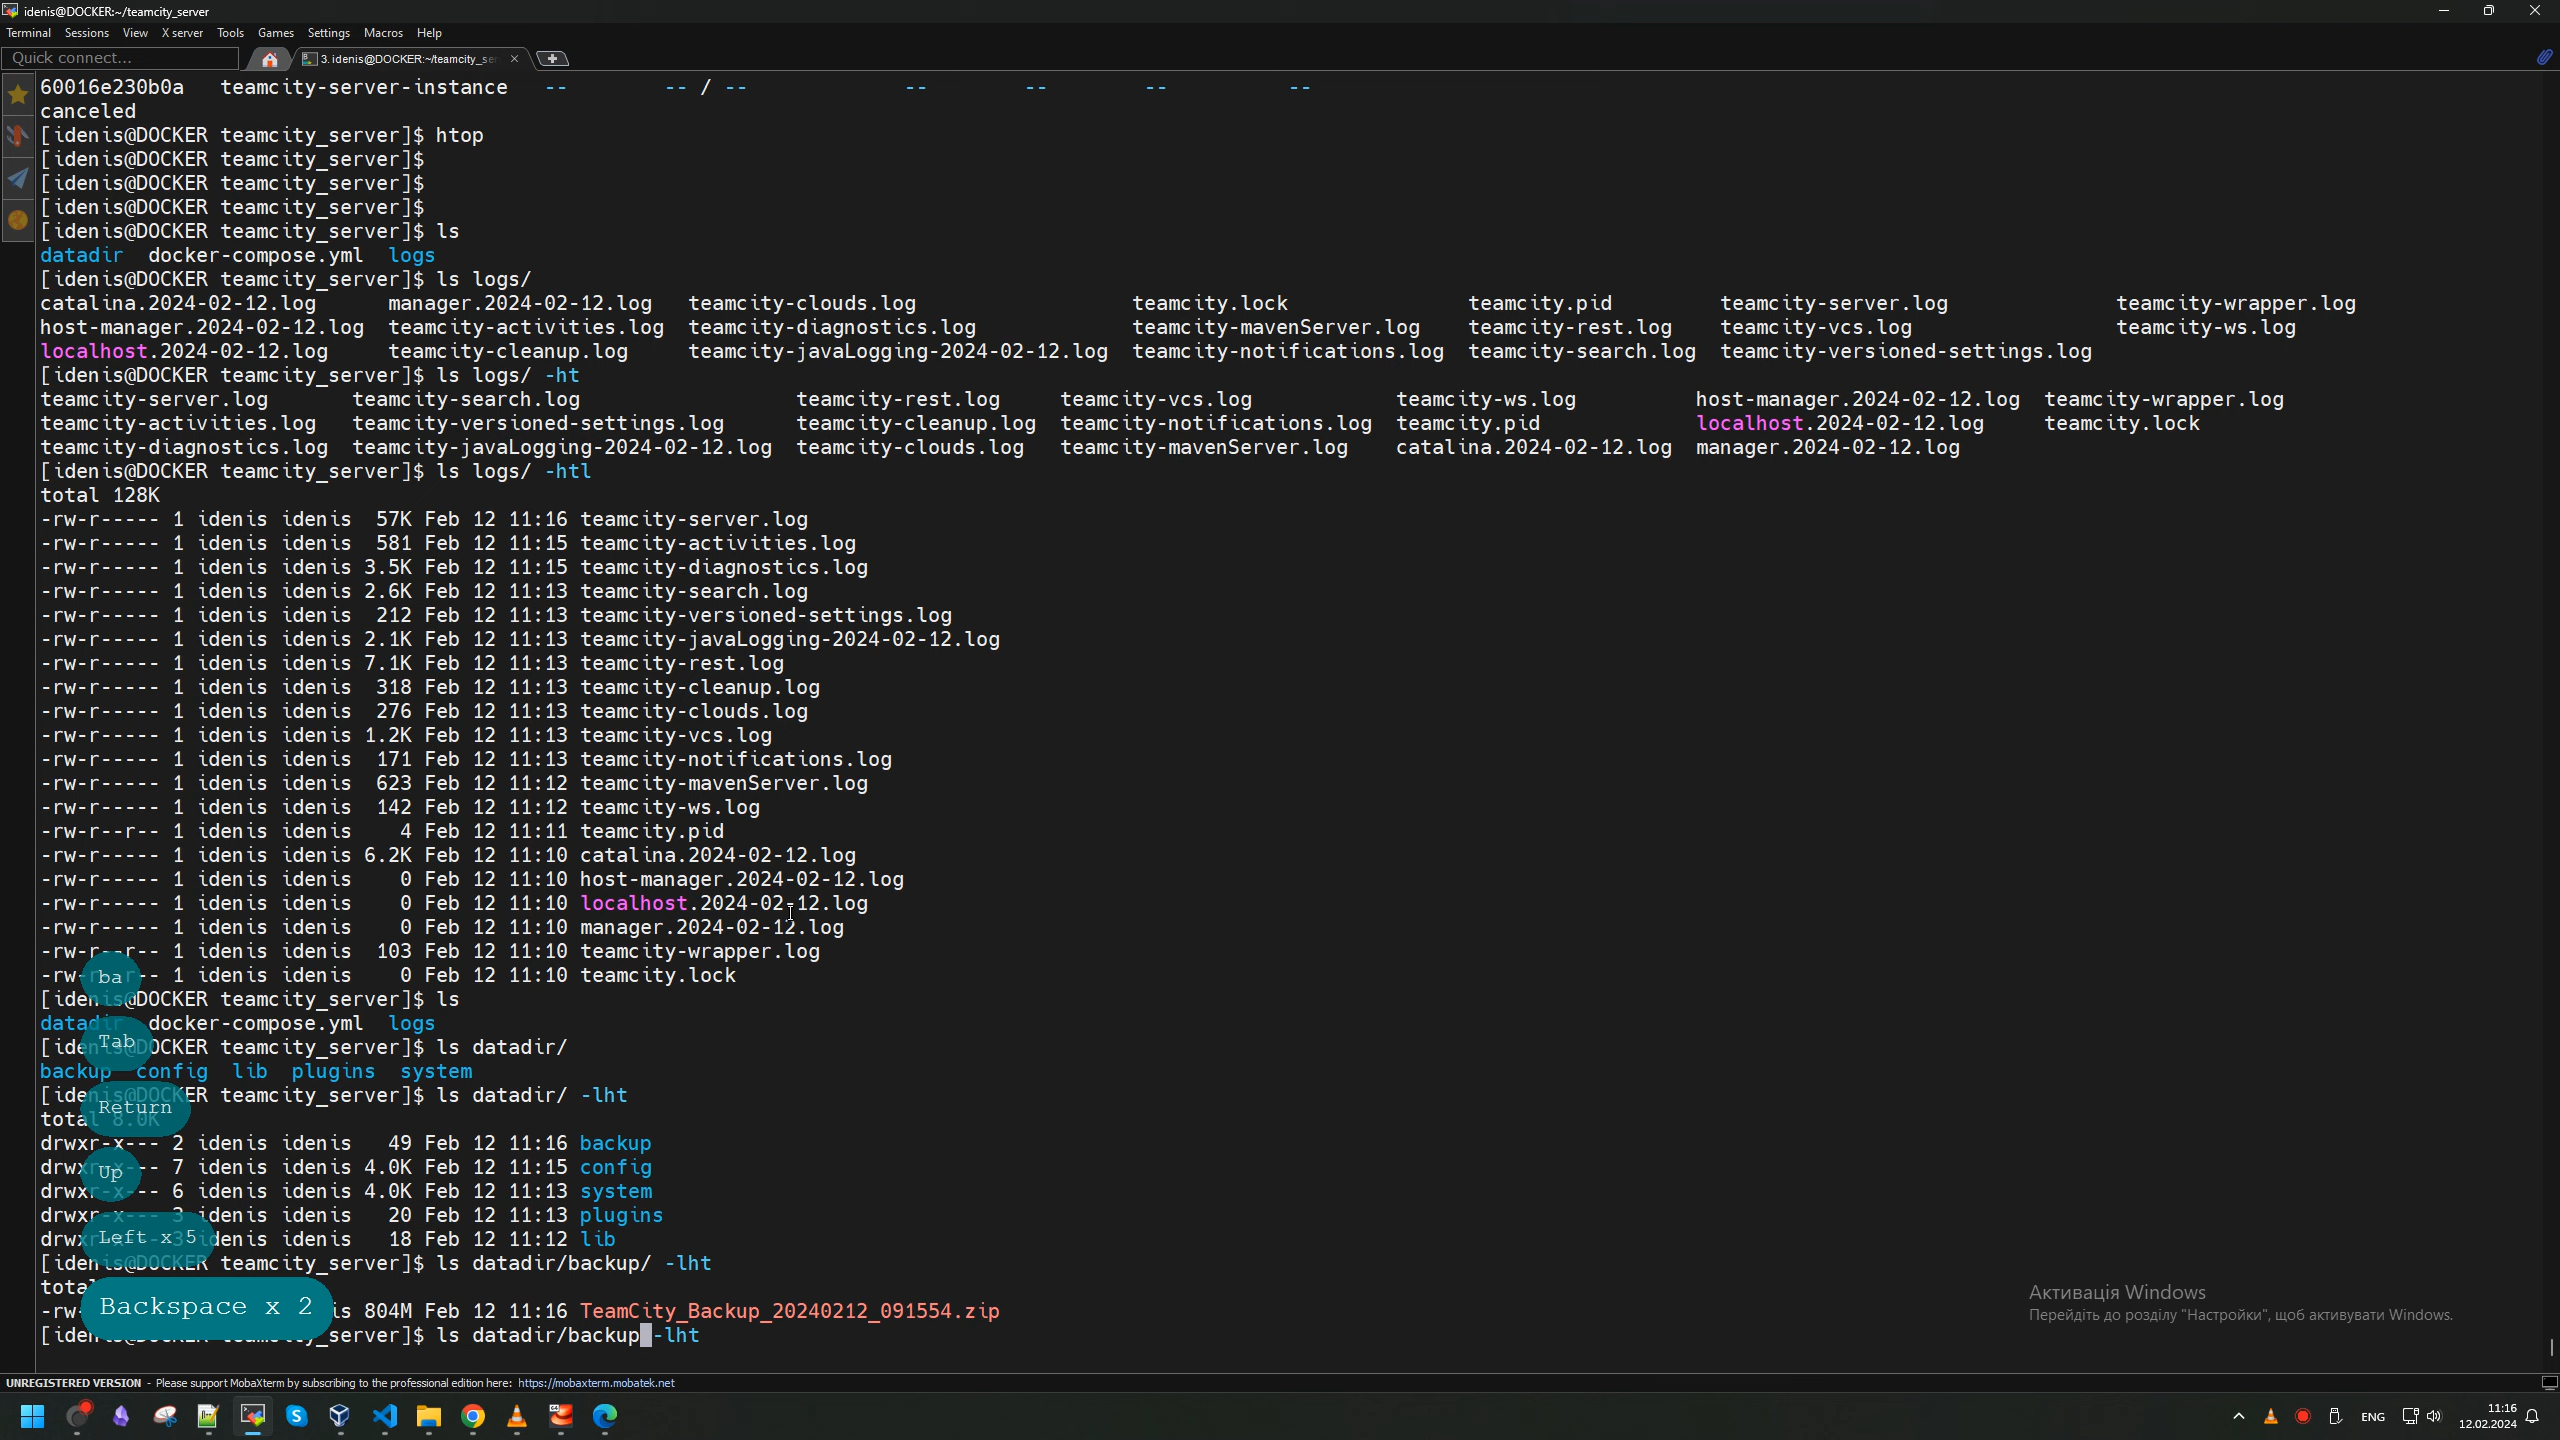 idenis@DOCKER:~/teamcity_server
Terminal Sessions View X server Tools Games Settings Macros Help
Quick connect...
3. idenis@DOCKER:~/teamcity_ser
60016e230b0a teamcity-server-instance -- -- / -- -- -- -- --
canceled
[idenis@DOCKER teamcity_server]$ htop
[idenis@DOCKER teamcity_server]$
[idenis@DOCKER teamcity_server]$
[idenis@DOCKER teamcity_server]$
[idenis@DOCKER teamcity_server]$ ls
datadir docker-compose.yml logs
[idenis@DOCKER teamcity_server]$ ls logs/
catalina.2024-02-12.log manager.2024-02-12.log teamcity-clouds.log teamcity.lock teamcity.pid teamcity-server.log teamcity-wrapper.log
host-manager.2024-02-12.log teamcity-activities.log teamcity-diagnostics.log teamcity-mavenServer.log teamcity-rest.log teamcity-vcs.log teamcity-ws.log
localhost.2024-02-12.log teamcity-cleanup.log teamcity-javaLogging-2024-02-12.log teamcity-notifications.log teamcity-search.log teamcity-versioned-settings.log
[idenis@DOCKER teamcity_server]$ ls logs/ -ht
teamcity-server.log teamcity-search.log teamcity-rest.log teamcity-vcs.log teamcity-ws.log host-manager.2024-02-12.log teamcity-wrapper.log
teamcity-activities.log teamcity-versioned-settings.log teamcity-cleanup.log teamcity-notifications.log teamcity.pid localhost.2024-02-12.log teamcity.lock
teamcity-diagnostics.log teamcity-javaLogging-2024-02-12.log teamcity-clouds.log teamcity-mavenServer.log catalina.2024-02-12.log manager.2024-02-12.log
[idenis@DOCKER teamcity_server]$ ls logs/ -htl
total 128K
-rw-r----- 1 idenis idenis 57K Feb 12 11:16 teamcity-server.log
-rw-r----- 1 idenis idenis 581 Feb 12 11:15 teamcity-activities.log
-rw-r----- 1 idenis idenis 3.5K Feb 12 11:15 teamcity-diagnostics.log
-rw-r----- 1 idenis idenis 2.6K Feb 12 11:13 teamcity-search.log
-rw-r----- 1 idenis idenis 212 Feb 12 11:13 teamcity-versioned-settings.log
-rw-r----- 1 idenis idenis 2.1K Feb 12 11:13 teamcity-javaLogging-2024-02-12.log
-rw-r----- 1 idenis idenis 7.1K Feb 12 11:13 teamcity-rest.log
-rw-r----- 1 idenis idenis 318 Feb 12 11:13 teamcity-cleanup.log
-rw-r----- 1 idenis idenis 276 Feb 12 11:13 teamcity-clouds.log
-rw-r----- 1 idenis idenis 1.2K Feb 12 11:13 teamcity-vcs.log
-rw-r----- 1 idenis idenis 171 Feb 12 11:13 teamcity-notifications.log
-rw-r----- 1 idenis idenis 623 Feb 12 11:12 teamcity-mavenServer.log
-rw-r----- 1 idenis idenis 142 Feb 12 11:12 teamcity-ws.log
-rw-r--r-- 1 idenis idenis 4 Feb 12 11:11 teamcity.pid
-rw-r----- 1 idenis idenis 6.2K Feb 12 11:10 catalina.2024-02-12.log
-rw-r----- 1 idenis idenis 0 Feb 12 11:10 host-manager.2024-02-12.log
-rw-r----- 1 idenis idenis 0 Feb 12 11:10 localhost.2024-02-12.log
-rw-r----- 1 idenis idenis 0 Feb 12 11:10 manager.2024-02-12.log
-rw-r--r-- 1 idenis idenis 103 Feb 12 11:10 teamcity-wrapper.log
-rw-r--r-- 1 idenis idenis 0 Feb 12 11:10 teamcity.lock
bar
[idenis@DOCKER teamcity_server]$ ls
datadir docker-compose.yml logs
Tab
[idenis@DOCKER teamcity_server]$ ls datadir/
backup config lib plugins system
[idenis@DOCKER teamcity_server]$ ls datadir/ -lht
Return
total 8.0K
drwxr-x--- 2 idenis idenis 49 Feb 12 11:16 backup
drwxr-x--- 7 idenis idenis 4.0K Feb 12 11:15 config
Up
drwxr-x--- 6 idenis idenis 4.0K Feb 12 11:13 system
drwxr-x--- 3 idenis idenis 20 Feb 12 11:13 plugins
drwxr-x--- 3 idenis idenis 18 Feb 12 11:12 lib
Left x35
[idenis@DOCKER teamcity_server]$ ls datadir/backup/ -lht
total
Backspace x 2
-rw- is 804M Feb 12 11:16 TeamCity_Backup_20240212_091554.zip
[idenis@DOCKER teamcity_server]$ ls datadir/backup -lht
Активація Windows
Перейдіть до розділу "Настройки", щоб активувати Windows.
UNREGISTERED VERSION - Please support MobaXterm by subscribing to the professional edition here: https://mobaxterm.mobatek.net
ENG
11:16
12.02.2024